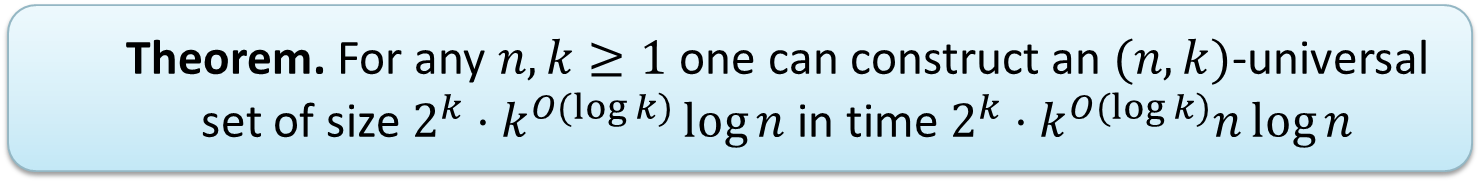 Theorem. For any n, k ≥ 1 one can construct an (n, k)-universal
set of size 2^k · k^{O(log k)} log n in time 2^k · k^{O(log k)} n log n